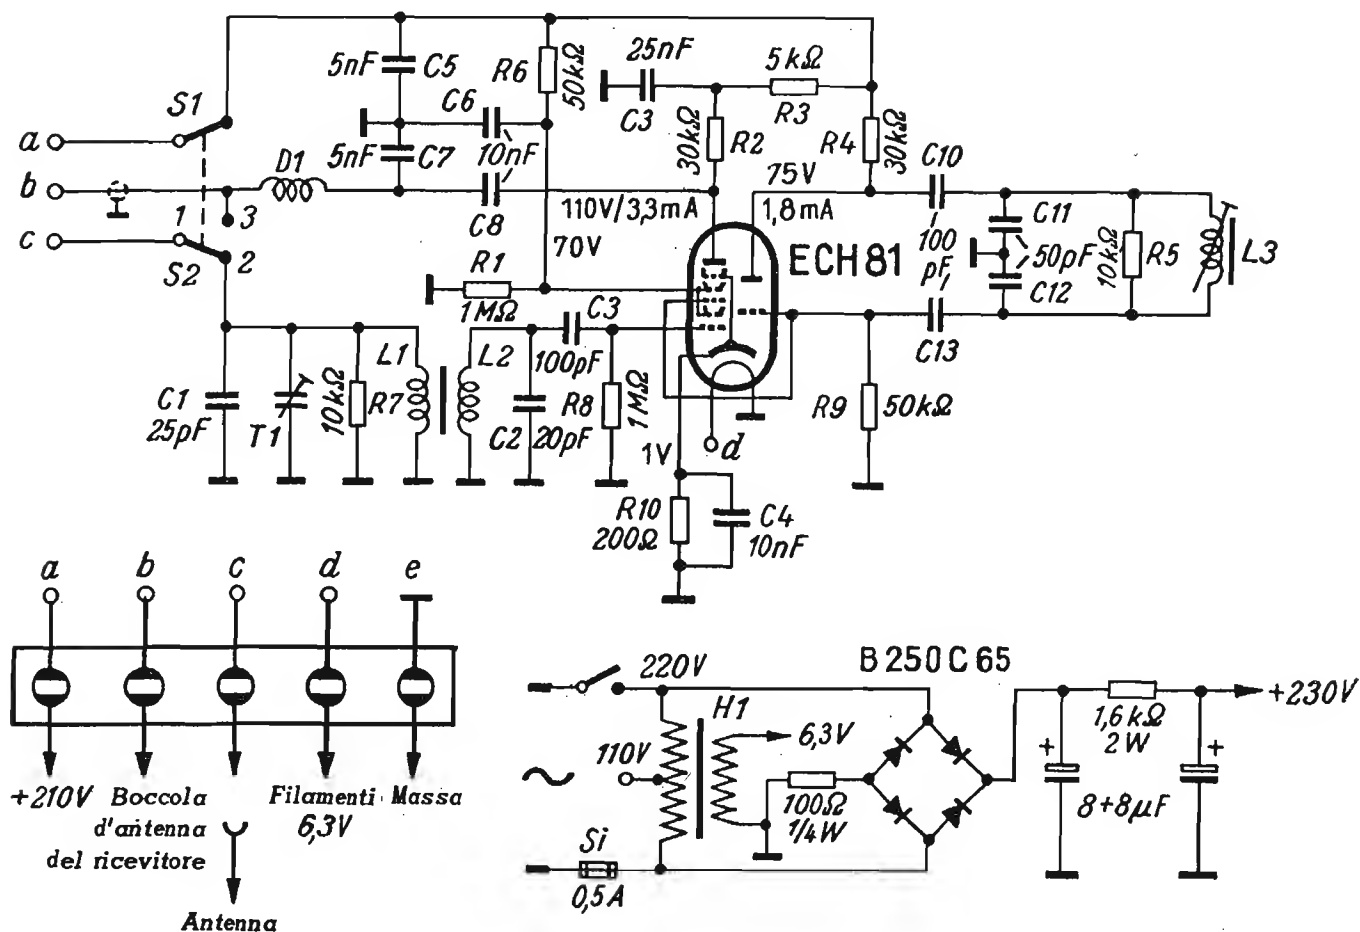 5nF
C5
R6
50kΩ
25nF
C3
5kΩ
R3
S1
C6
a
D1
5nF
C7
10nF
30kΩ
R2
R4
30kΩ
C10
b
75V
1
3
C8
110V/3,3mA
1,8mA
C11
c
S2
2
70V
ECH81
100
pF
50pF
10kΩ
R5
L3
R1
1MΩ
C12
C3
C13
L1
L2
100pF
C1
25pF
T1
10kΩ
R7
C2
20pF
R8
1MΩ
R9
50kΩ
1V
d
R10
200Ω
C4
10nF
a
b
c
d
e
220V
B250C65
H1
+230V
110V
6,3V
1,6kΩ
2W
+
+
+210V
Boccola
d'antenna
del ricevitore
Filamenti
6,3V
Massa
100Ω
1/4W
8+8μF
Si
0,5A
Antenna